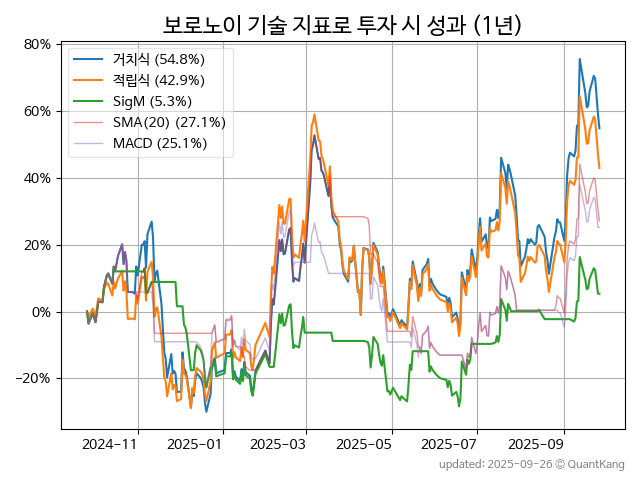 보로노이 기술 지표로 투자 시 성과 (1년)
80%
60%
40%
20%
0%
−20%
거치식 (54.8%)
적립식 (42.9%)
SigM (5.3%)
SMA(20) (27.1%)
MACD (25.1%)
2024-11 2025-01 2025-03 2025-05 2025-07 2025-09
updated: 2025-09-26 © QuantKang